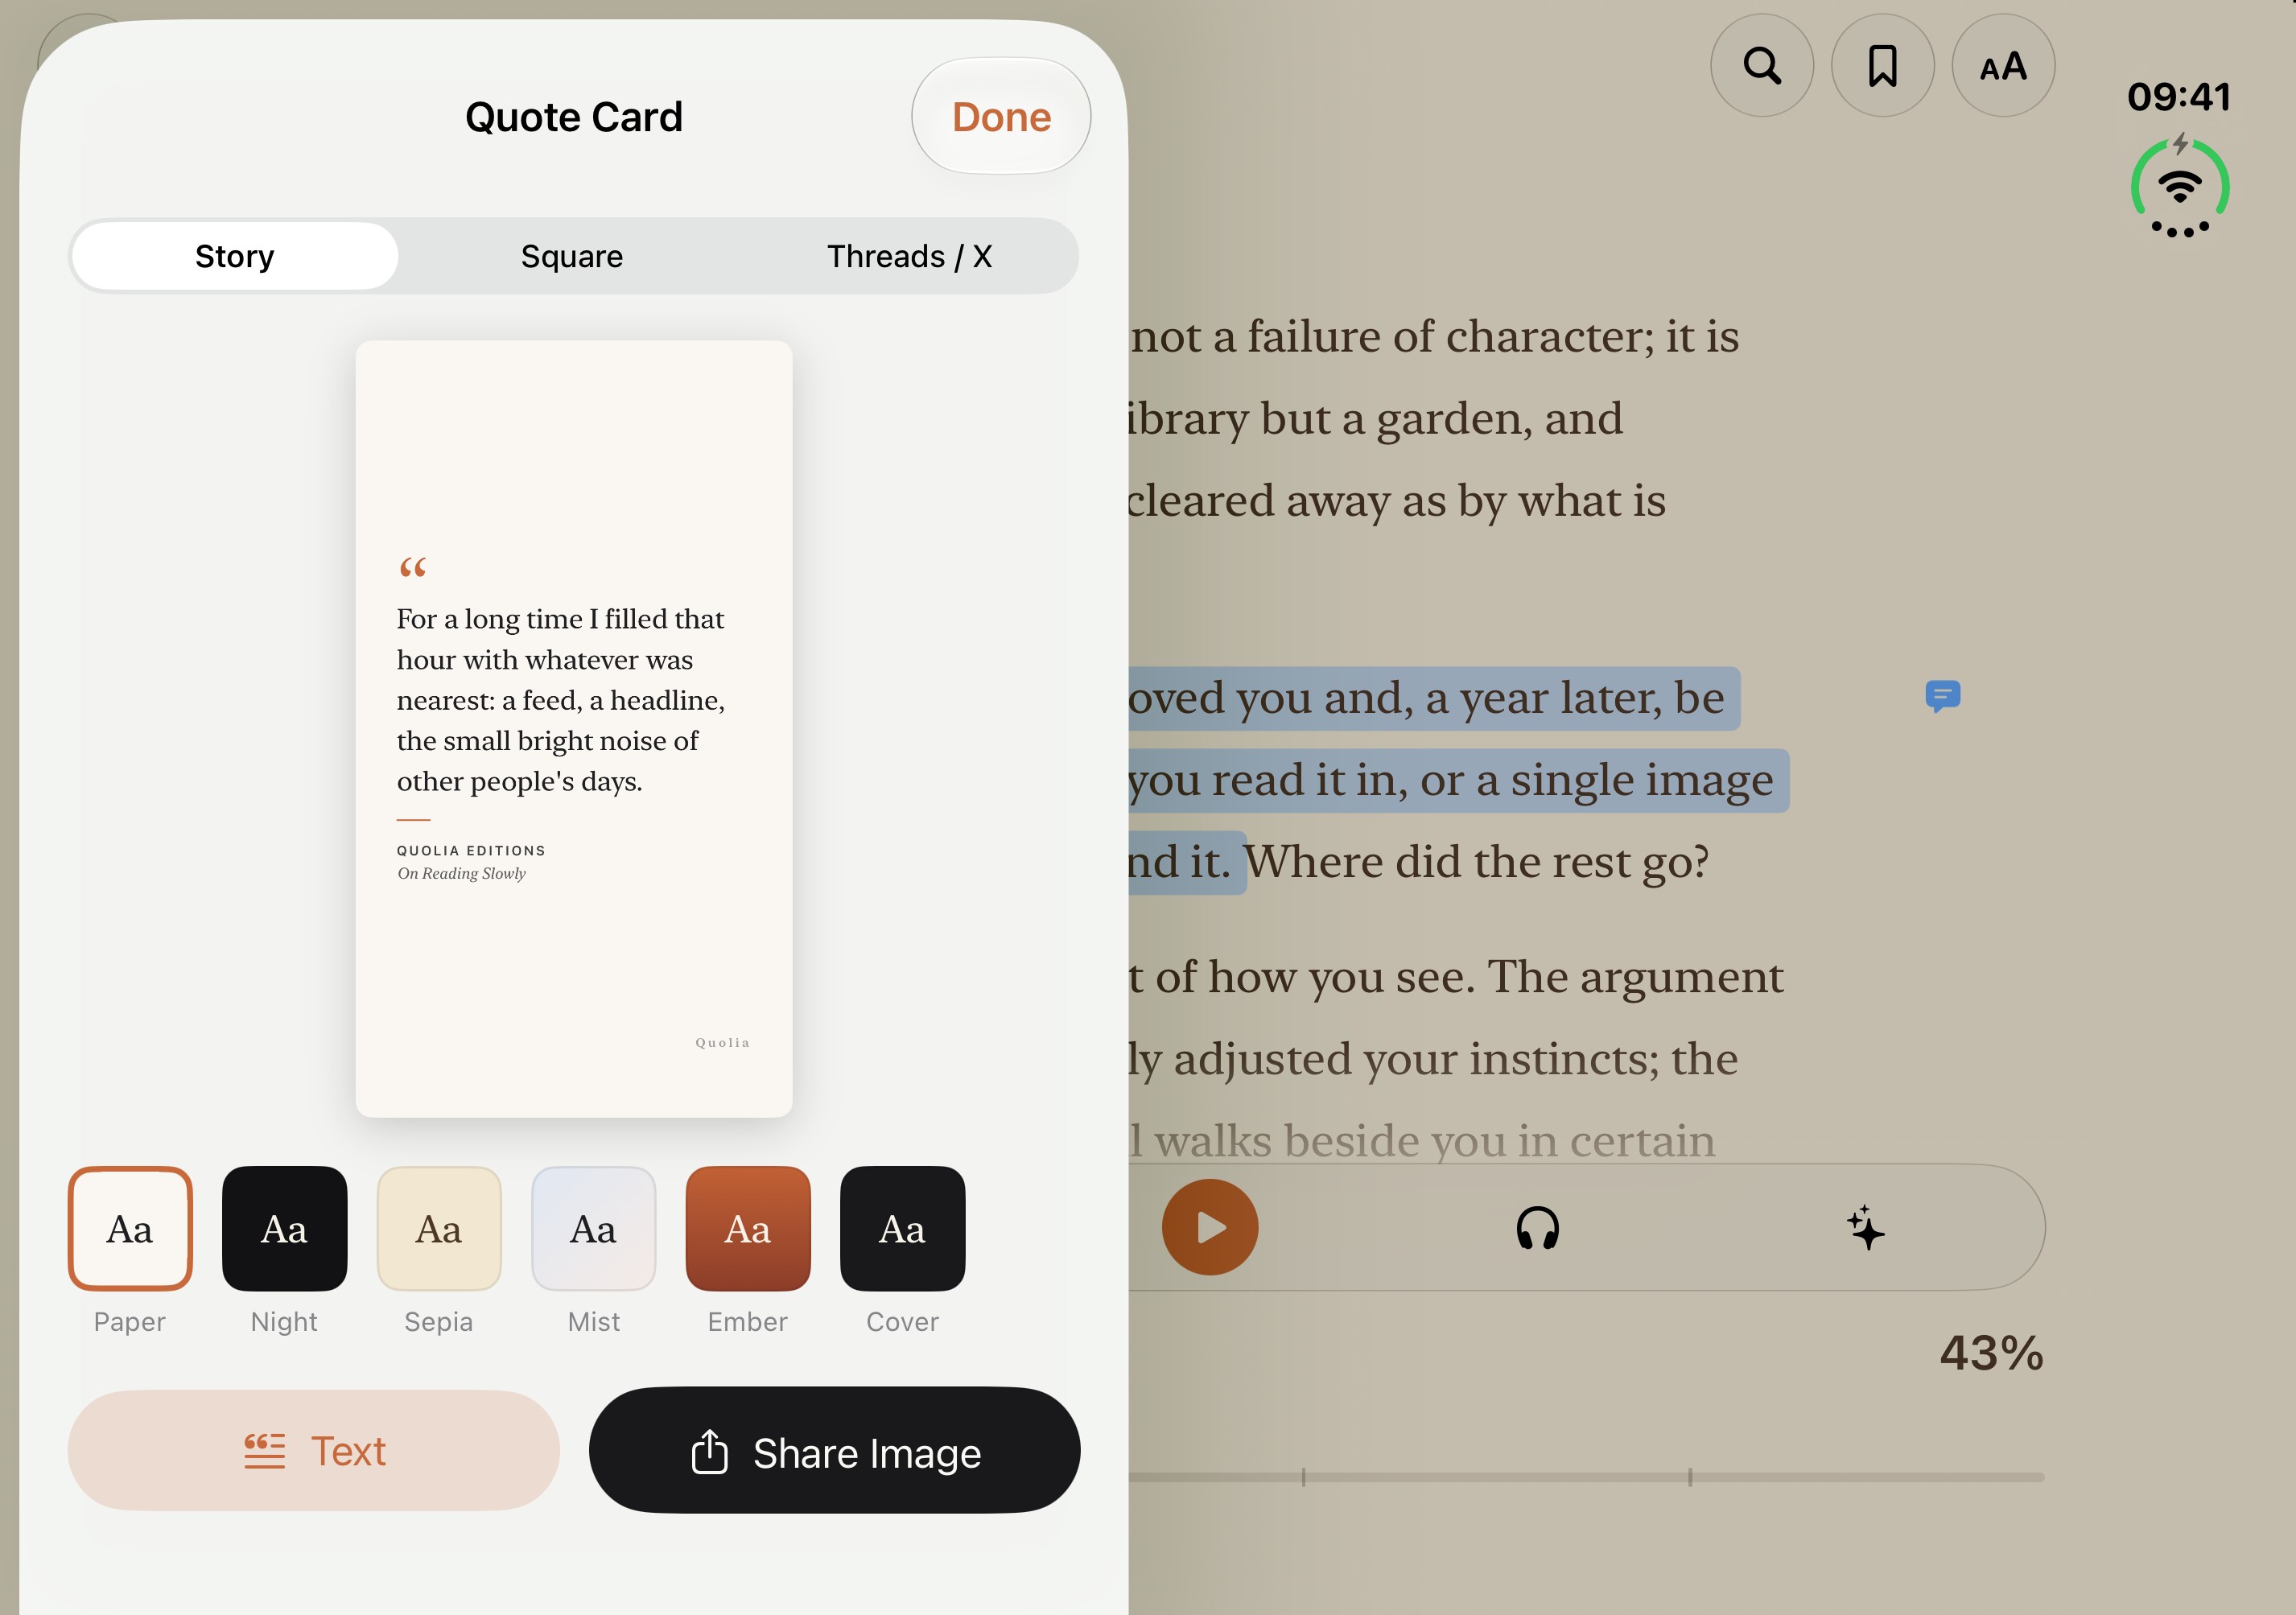 Quote Card
Done
Story
Square
Threads / X
“
For a long time I filled that
hour with whatever was
nearest: a feed, a headline,
the small bright noise of
other people's days.
QUOLIA EDITIONS
On Reading Slowly
Quolia
Aa
Aa
Aa
Aa
Aa
Aa
Paper
Night
Sepia
Mist
Ember
Cover
Text
Share Image
AA
09:41
not a failure of character; it is
ibrary but a garden, and
cleared away as by what is
oved you and, a year later, be
you read it in, or a single image
nd it. Where did the rest go?
t of how you see. The argument
ly adjusted your instincts; the
l walks beside you in certain
43%